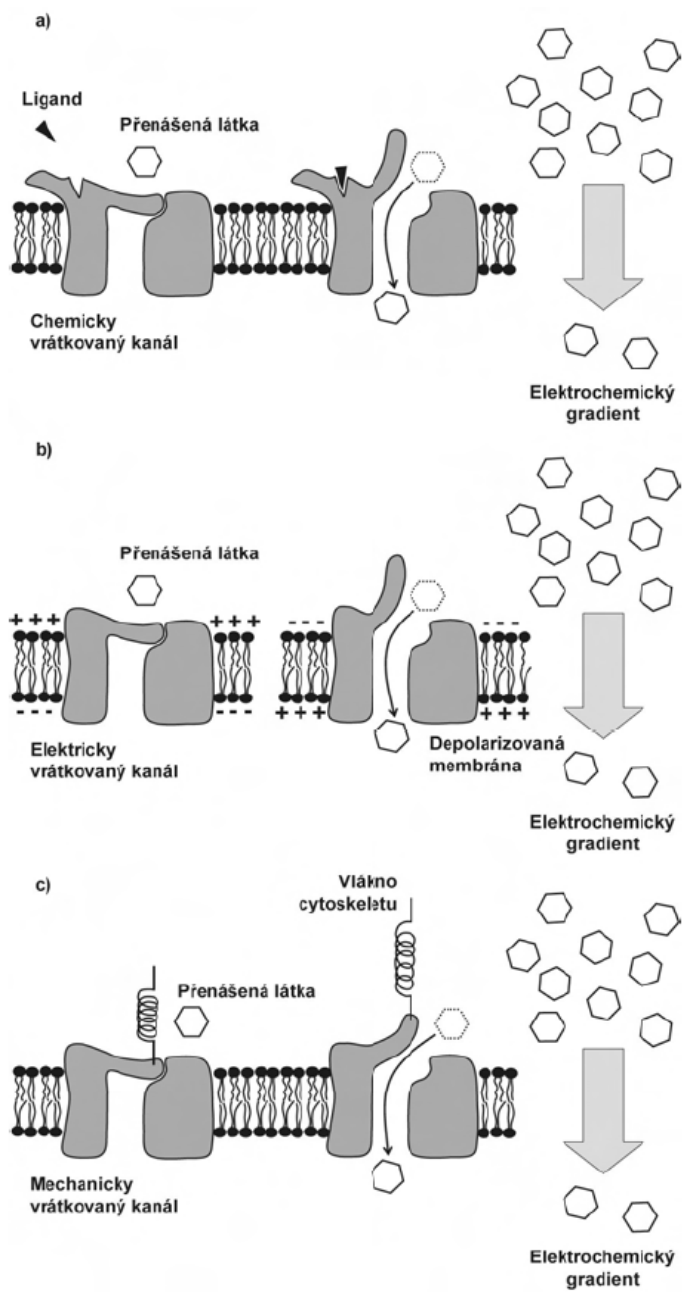 a)
Ligand
Přenášená látka
Chemicky
vrátkovaný kanál
Elektrochemický
gradient
b)
Přenášená látka
+ + + +
+ + +
- - -
- - -
- - - -
- - -
+ + +
+ + +
Elektricky
vrátkovaný kanál
Depolarizovaná
membrána
Elektrochemický
gradient
c)
Vlákno
cytoskeletu
Přenášená látka
Mechanicky
vrátkovaný kanál
Elektrochemický
gradient